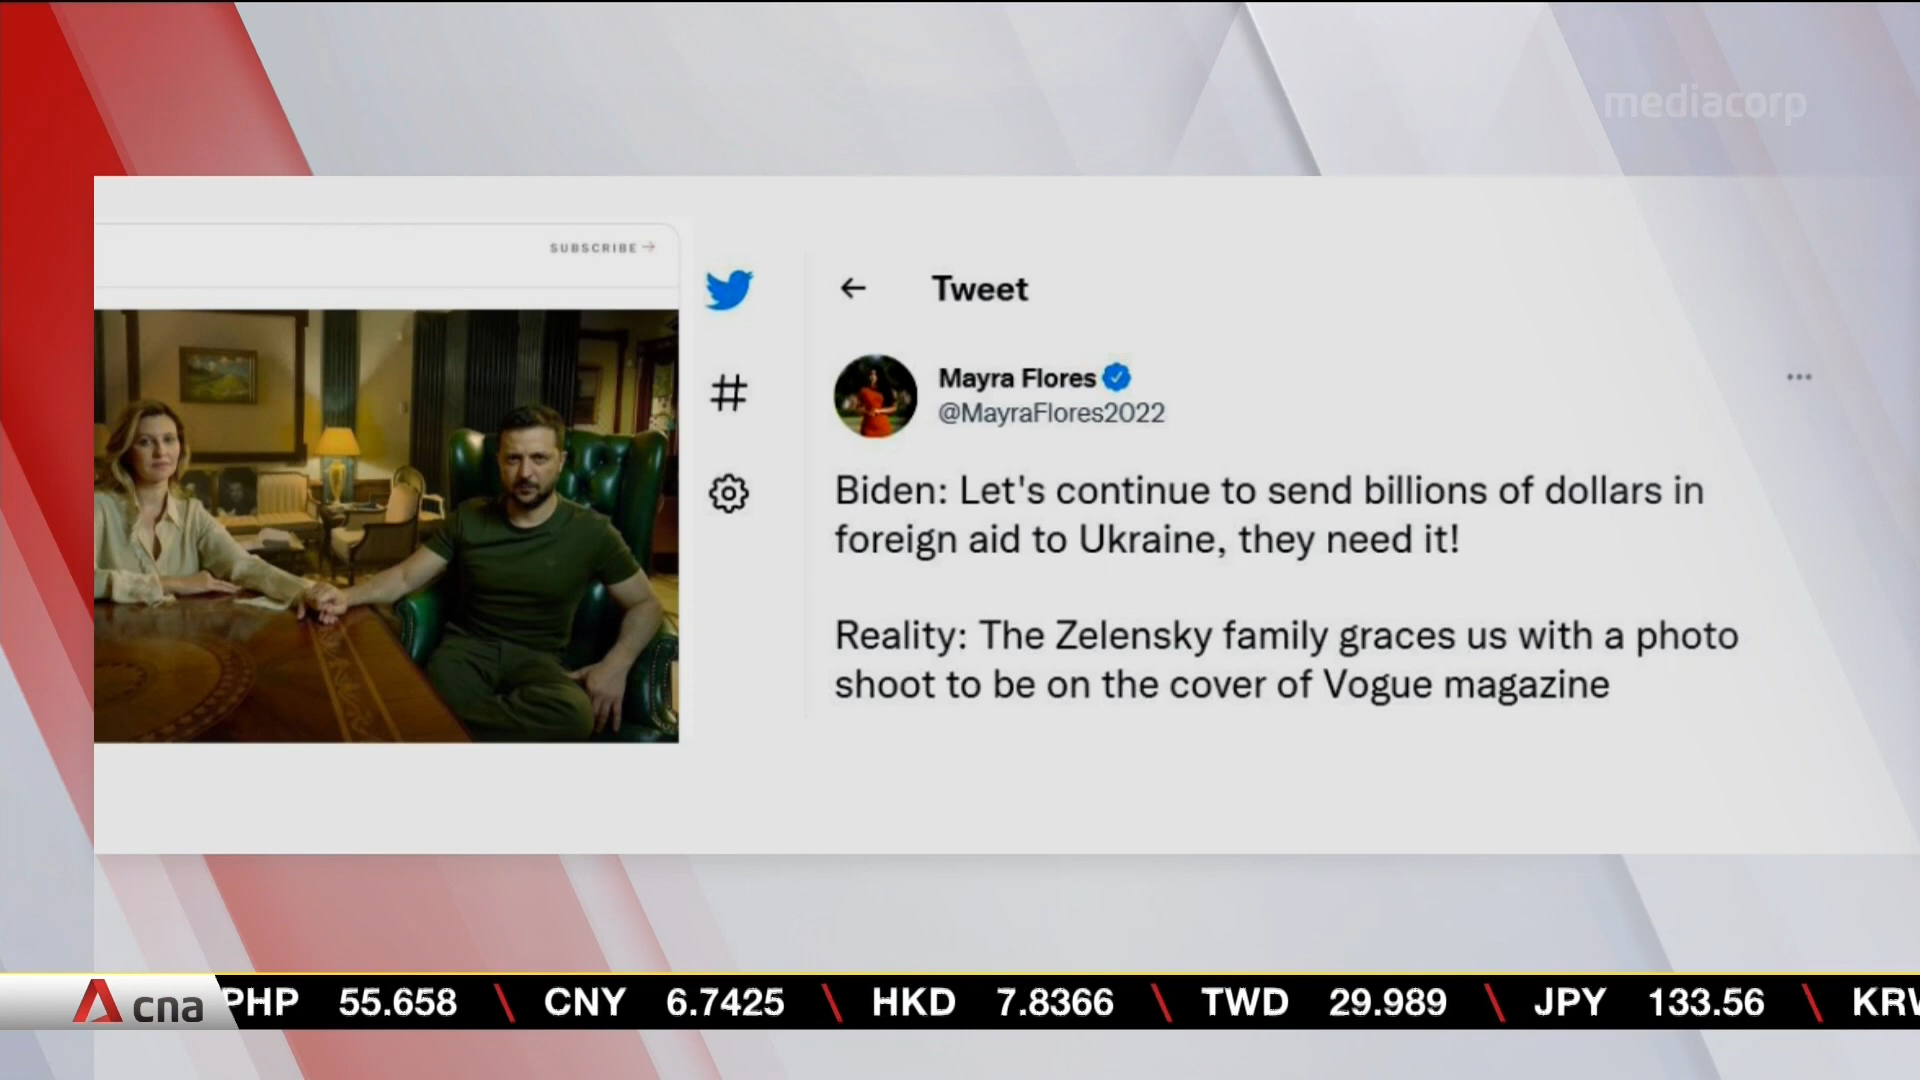 mediacorp
SUBSCRIBE →
← Tweet
Mayra Flores
@MayraFlores2022
Biden: Let's continue to send billions of dollars in
foreign aid to Ukraine, they need it!
Reality: The Zelensky family graces us with a photo
shoot to be on the cover of Vogue magazine
cna PHP 55.658 \ CNY 6.7425 \ HKD 7.8366 \ TWD 29.989 \ JPY 133.56 \